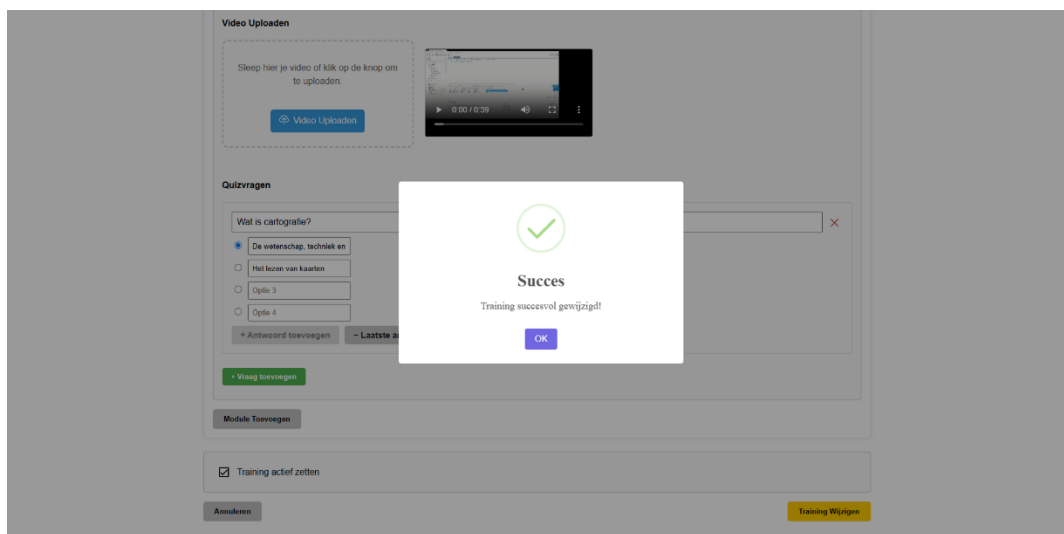 Video Uploaden
Sleep hier je video of klik op de knop om
te uploaden.
Video Uploaden
0:00 / 0:59
Quizvragen
Wat is cartografie?
De wetenschap, techniek en
Het lezen van kaarten
Optie 3
Optie 4
+ Antwoord toevoegen
− Laatste a
+ Vraag toevoegen
Succes
Training succesvol gewijzigd!
OK
Module Toevoegen
Training actief zetten
Annuleren
Training Wijzigen